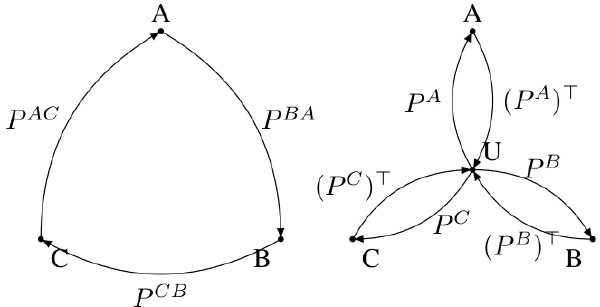 A
A
P^{AC}
P^{BA}
P^A
(P^A)^⊤
U
P^B
(P^C)^⊤
P^C
(P^B)^⊤
C
B
C
B
P^{CB}